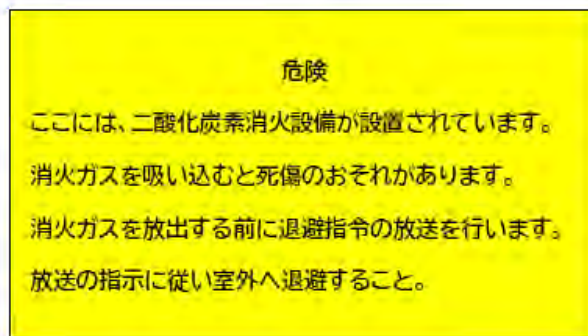 危険
ここには、二酸化炭素消火設備が設置されています。
消火ガスを吸い込むと死傷のおそれがあります。
消火ガスを放出する前に退避指令の放送を行います。
放送の指示に従い室外へ退避すること。